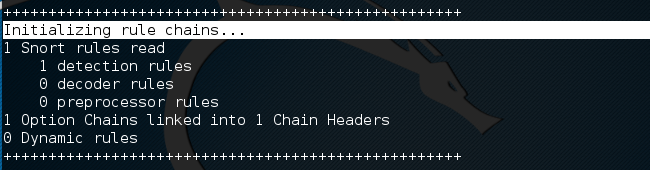 +++++++++++++++++++++++++++++++++++++++++++++++++++
Initializing rule chains...
1 Snort rules read
    1 detection rules
    0 decoder rules
    0 preprocessor rules
1 Option Chains linked into 1 Chain Headers
0 Dynamic rules
+++++++++++++++++++++++++++++++++++++++++++++++++++